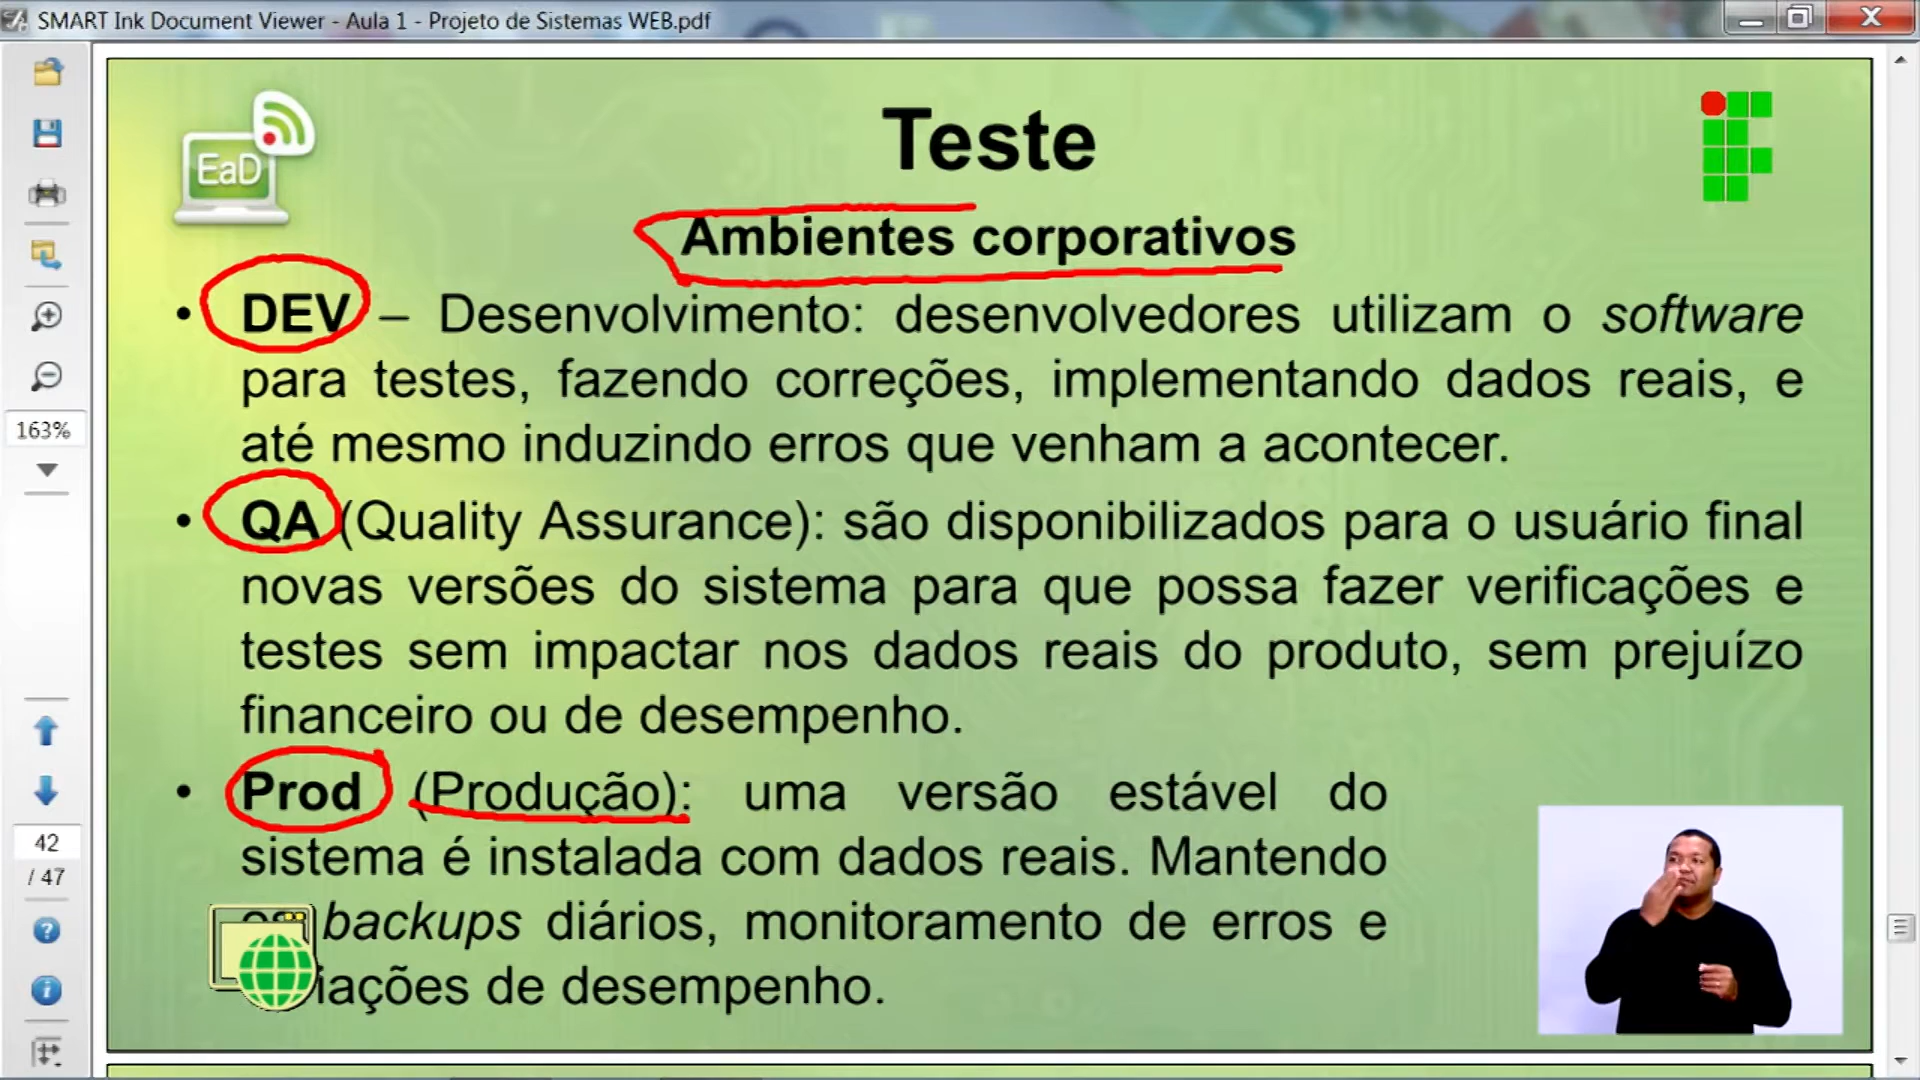 SMART Ink Document Viewer - Aula 1 - Projeto de Sistemas WEB.pdf
EaD
Teste
Ambientes corporativos
• DEV – Desenvolvimento: desenvolvedores utilizam o software
para testes, fazendo correções, implementando dados reais, e
até mesmo induzindo erros que venham a acontecer.
• QA (Quality Assurance): são disponibilizados para o usuário final
novas versões do sistema para que possa fazer verificações e
testes sem impactar nos dados reais do produto, sem prejuízo
financeiro ou de desempenho.
• Prod (Produção): uma versão estável do
sistema é instalada com dados reais. Mantendo
backups diários, monitoramento de erros e
iações de desempenho.
163%
42
/ 47